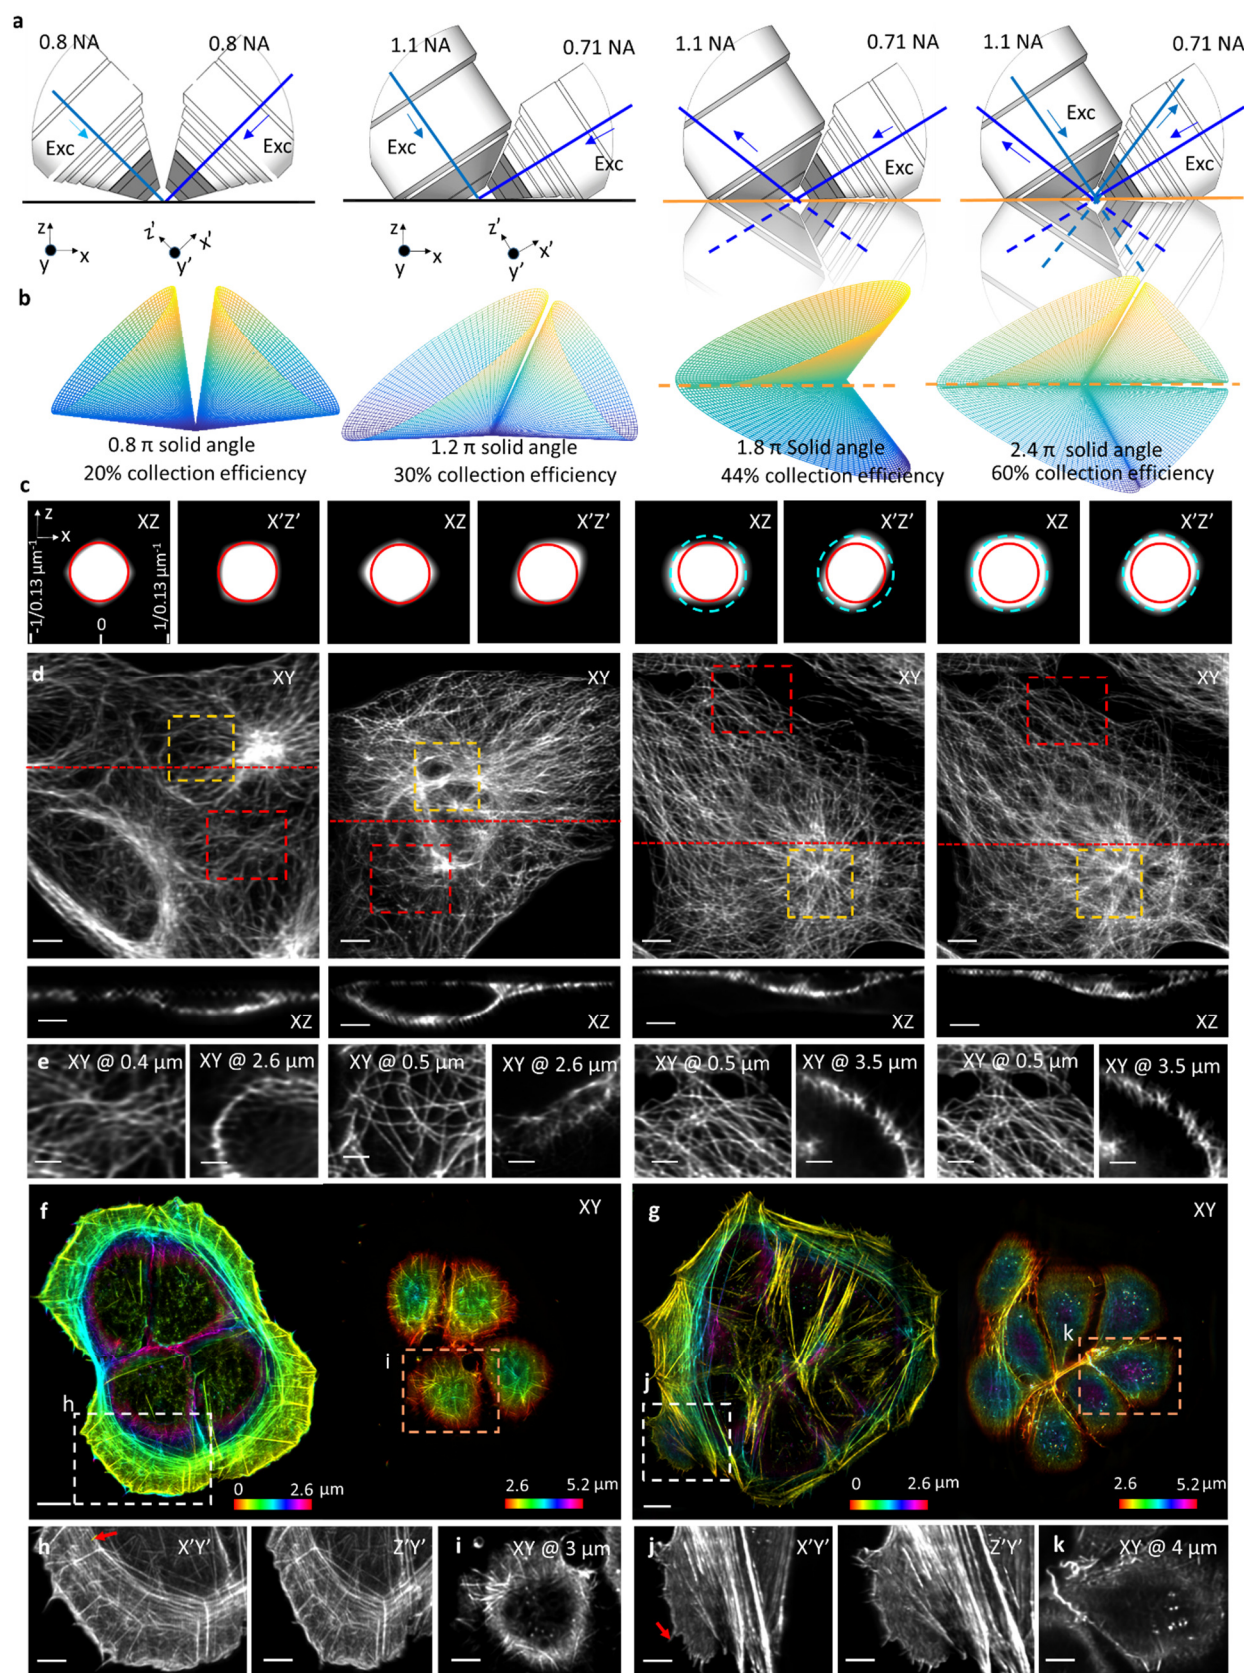 a
0.8 NA
0.8 NA
1.1 NA
0.71 NA
1.1 NA
0.71 NA
1.1 NA
0.71 NA
Exc
Exc
Exc
Exc
Exc
Exc
Exc
z
y
x
z'
y'
x'
z
y
x
z'
y'
x'
b
0.8 π solid angle
20% collection efficiency
1.2 π solid angle
30% collection efficiency
1.8 π Solid angle
44% collection efficiency
2.4 π solid angle
60% collection efficiency
c
z
x
-1/0.13 µm⁻¹
0
1/0.13 µm⁻¹
XZ
X'Z'
XZ
X'Z'
XZ
X'Z'
XZ
X'Z'
d
XY
XY
XY
XY
XZ
XZ
XZ
XZ
e
XY @ 0.4 µm
XY @ 2.6 µm
XY @ 0.5 µm
XY @ 2.6 µm
XY @ 0.5 µm
XY @ 3.5 µm
XY @ 0.5 µm
XY @ 3.5 µm
f
XY
h
i
0 2.6 µm
2.6 5.2 µm
g
XY
j
k
0 2.6 µm
2.6 5.2 µm
h
X'Y'
Z'Y'
i
XY @ 3 µm
j
X'Y'
Z'Y'
k
XY @ 4 µm